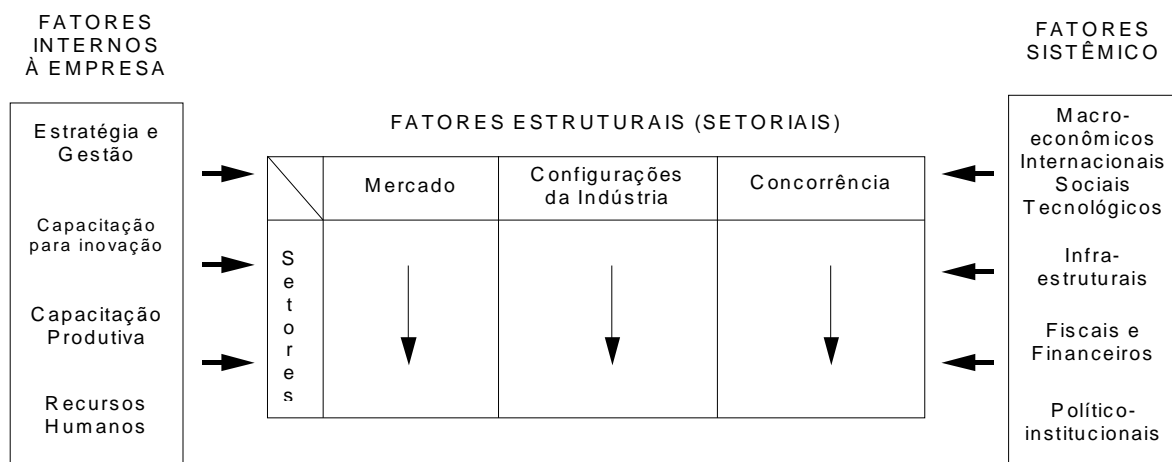 FATORES
INTERNOS
À EMPRESA
Estratégia e
Gestão
Capacitação
para inovação
Capacitação
Produtiva
Recursos
Humanos
FATORES ESTRUTURAIS (SETORIAIS)
Mercado
Configurações
da Indústria
Concorrência
S
e
t
o
r
e
s
FATORES
SISTÊMICO
Macro-
econômicos
Internacionais
Sociais
Tecnológicos
Infra-
estruturais
Fiscais e
Financeiros
Político-
institucionais